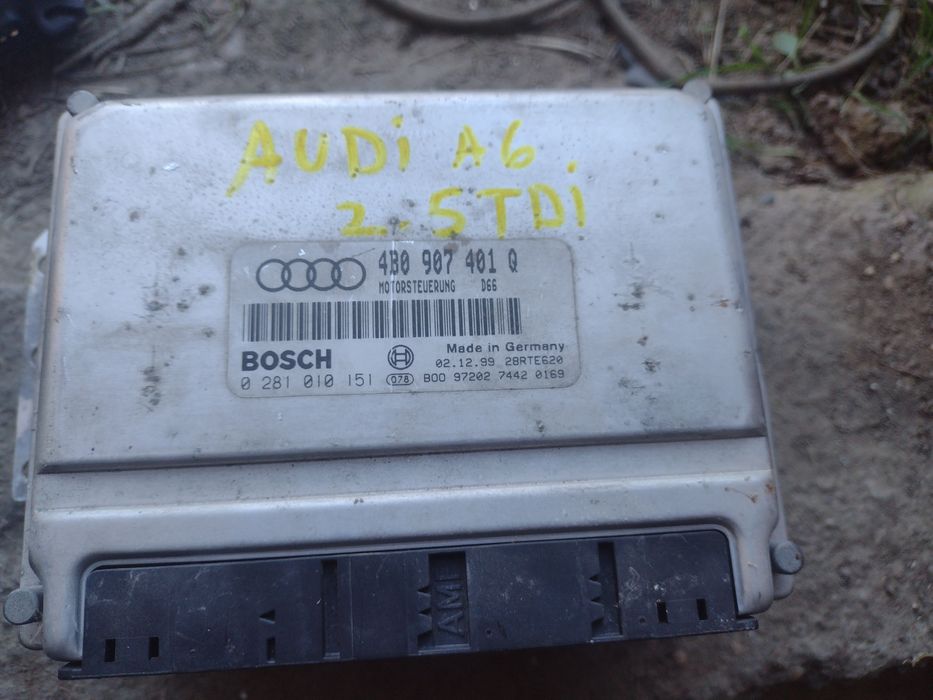 AUDi A6.
2.5TDi
4B0 907 401 Q
MOTORSTEUERUNG D66
Made in Germany
BOSCH 02.12.99 28RTE620
0 281 010 151 078 B00 97202 7442 0169
AMP